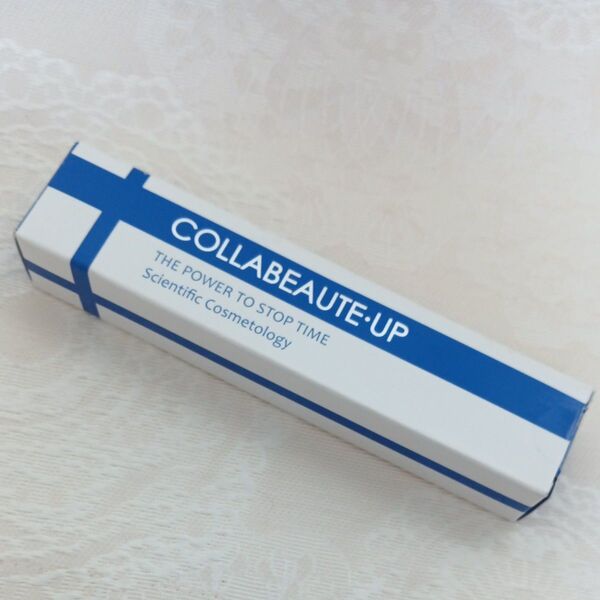 COLLABEAUTE·UP
THE POWER TO STOP TIME
Scientific Cosmetology